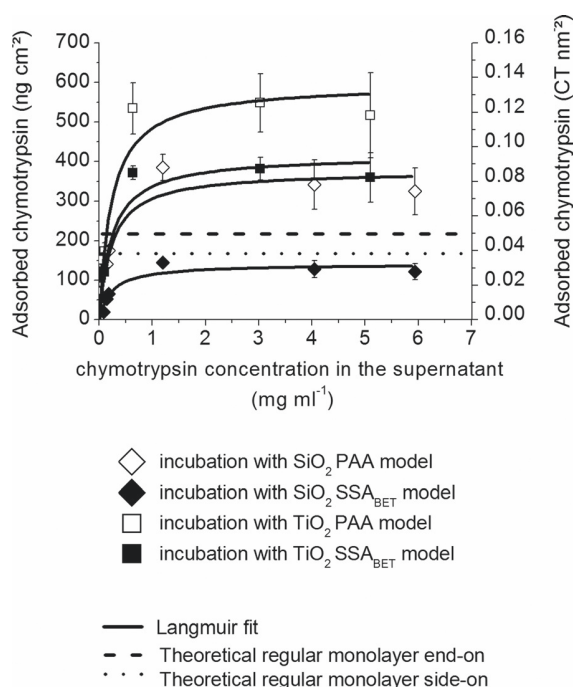 Adsorbed chymotrypsin (ng cm²)
700
600
500
400
300
200
100
0
0.16
0.14
0.12
0.10
0.08
0.06
0.04
0.02
0.00
Adsorbed chymotrypsin (CT nm⁻²)
0 1 2 3 4 5 6 7
chymotrypsin concentration in the supernatant
(mg ml⁻¹)
incubation with SiO₂ PAA model
incubation with SiO₂ SSA_BET model
incubation with TiO₂ PAA model
incubation with TiO₂ SSA_BET model
Langmuir fit
Theoretical regular monolayer end-on
Theoretical regular monolayer side-on